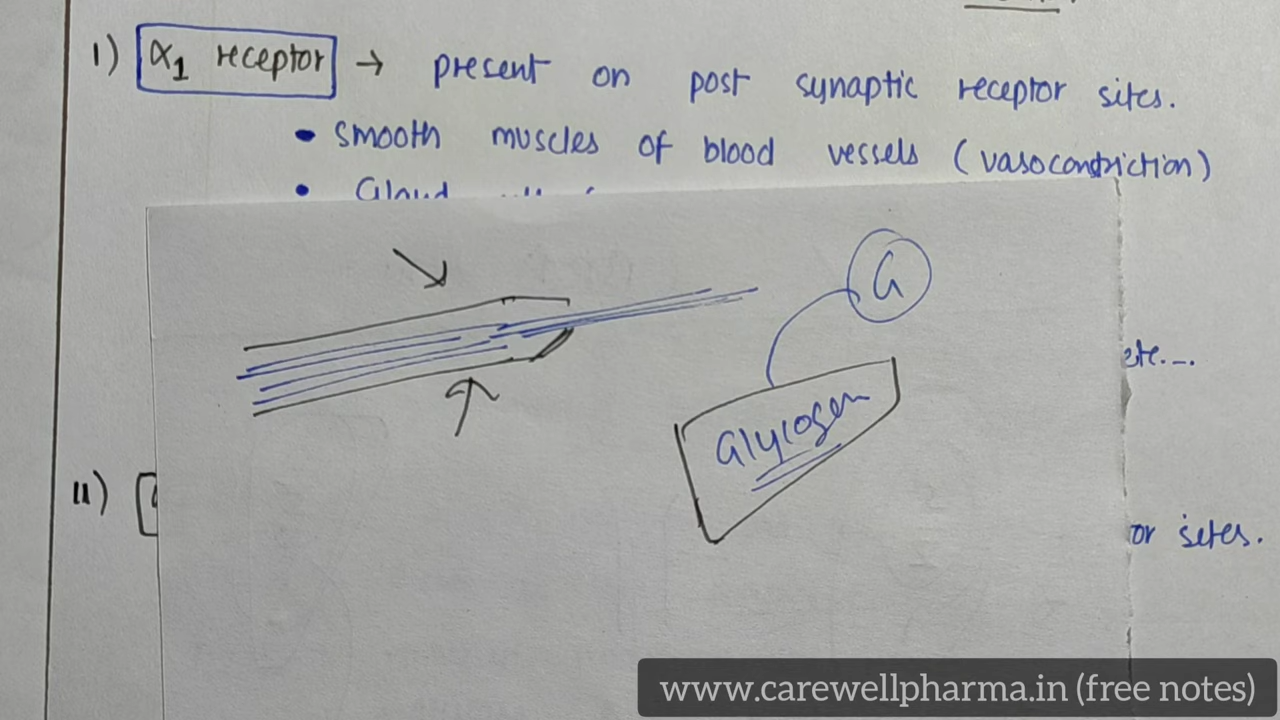 1) α1 receptor → present on post synaptic receptor sites.
• smooth muscles of blood vessels (vasoconstriction)
•
G
Glycogen
etc...
11)
or sites.
www.carewellpharma.in (free notes)